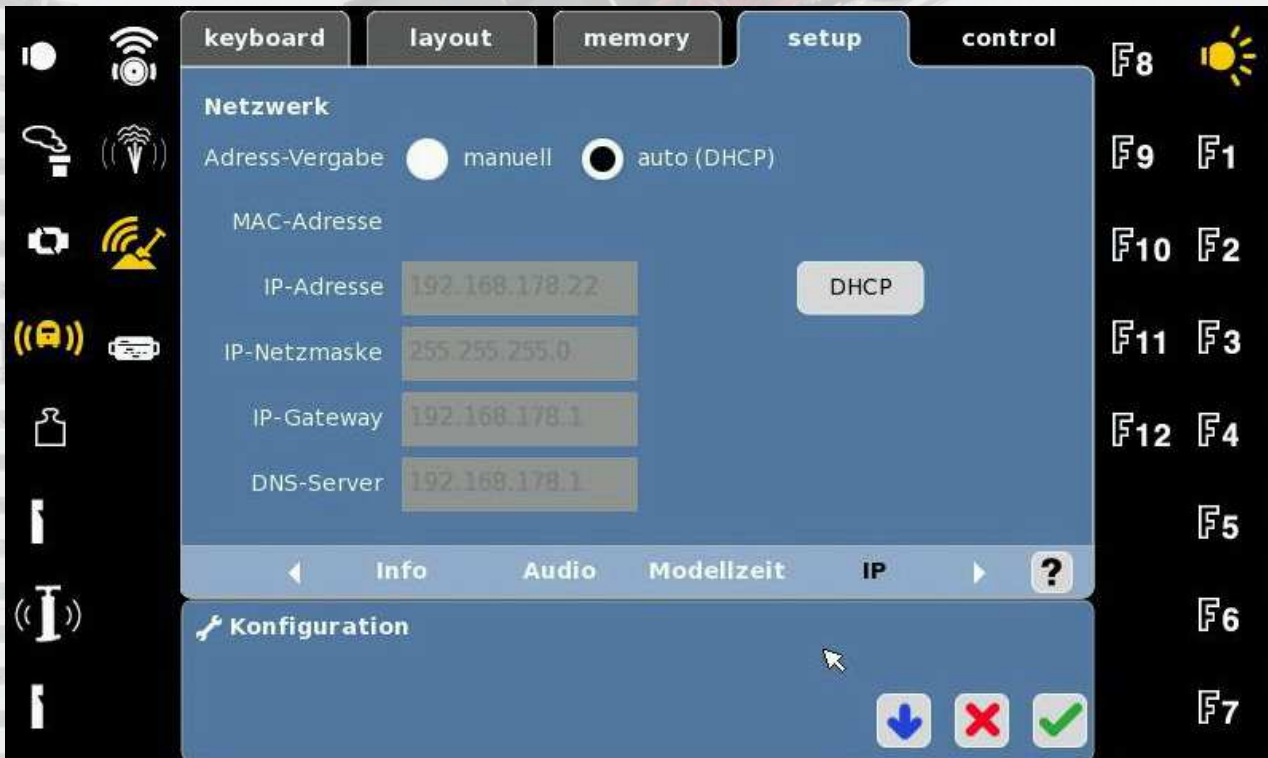 keyboard layout memory setup control
Netzwerk
Adress-Vergabe manuell auto (DHCP)
MAC-Adresse
IP-Adresse 192.168.178.22 DHCP
IP-Netzmaske 255.255.255.0
IP-Gateway 192.168.178.1
DNS-Server 192.168.178.1
Info Audio Modellzeit IP ?
Konfiguration
F8
F9 F1
F10 F2
F11 F3
F12 F4
F5
F6
F7